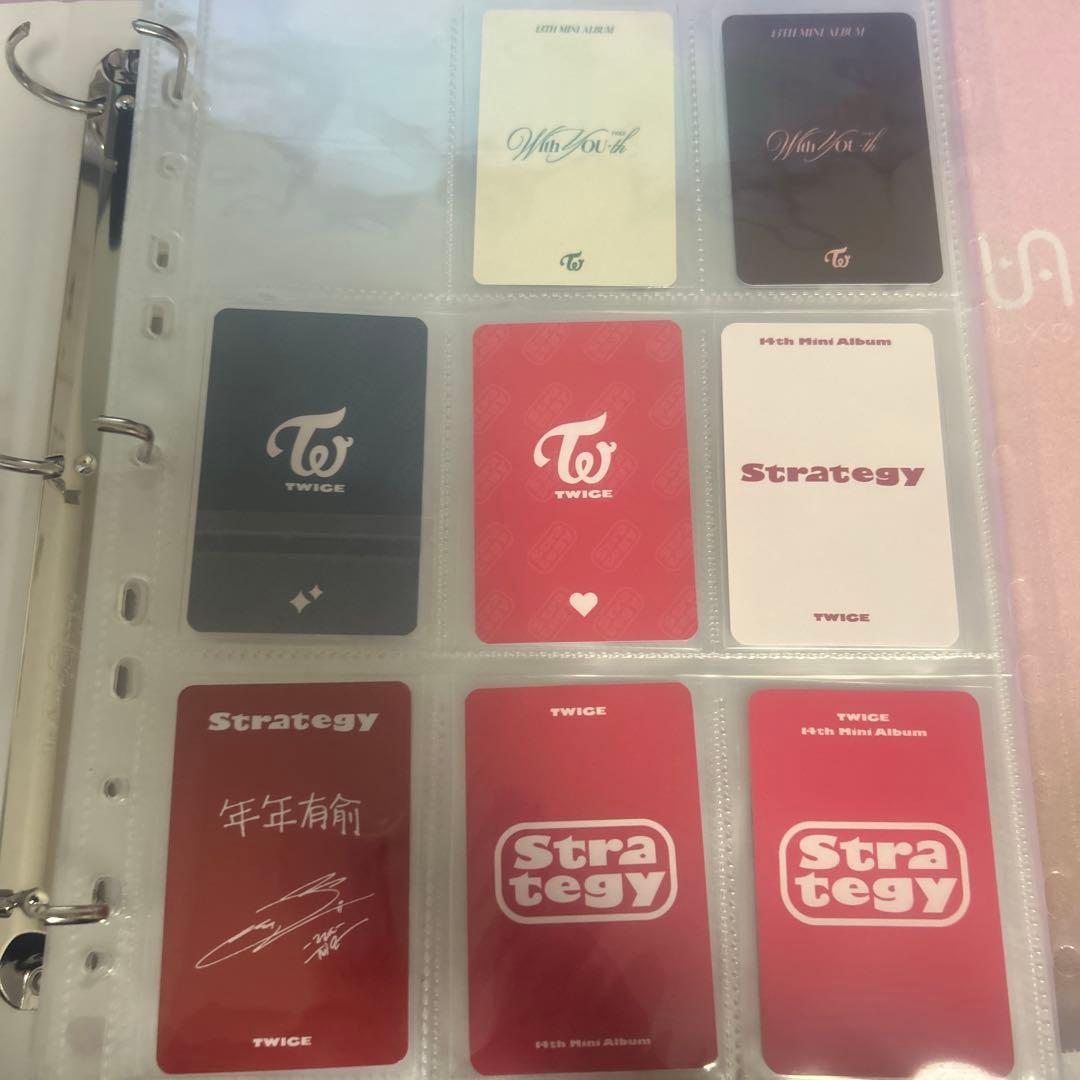 13TH MINI ALBUM
With YOU-th
13TH MINI ALBUM
With YOU-th
TWICE
TWICE
14th Mini Album
Strategy
TWICE
Strategy
年年有俞
TWICE
TWICE
Stra
tegy
14th Mini Album
TWICE
14th Mini Album
Stra
tegy